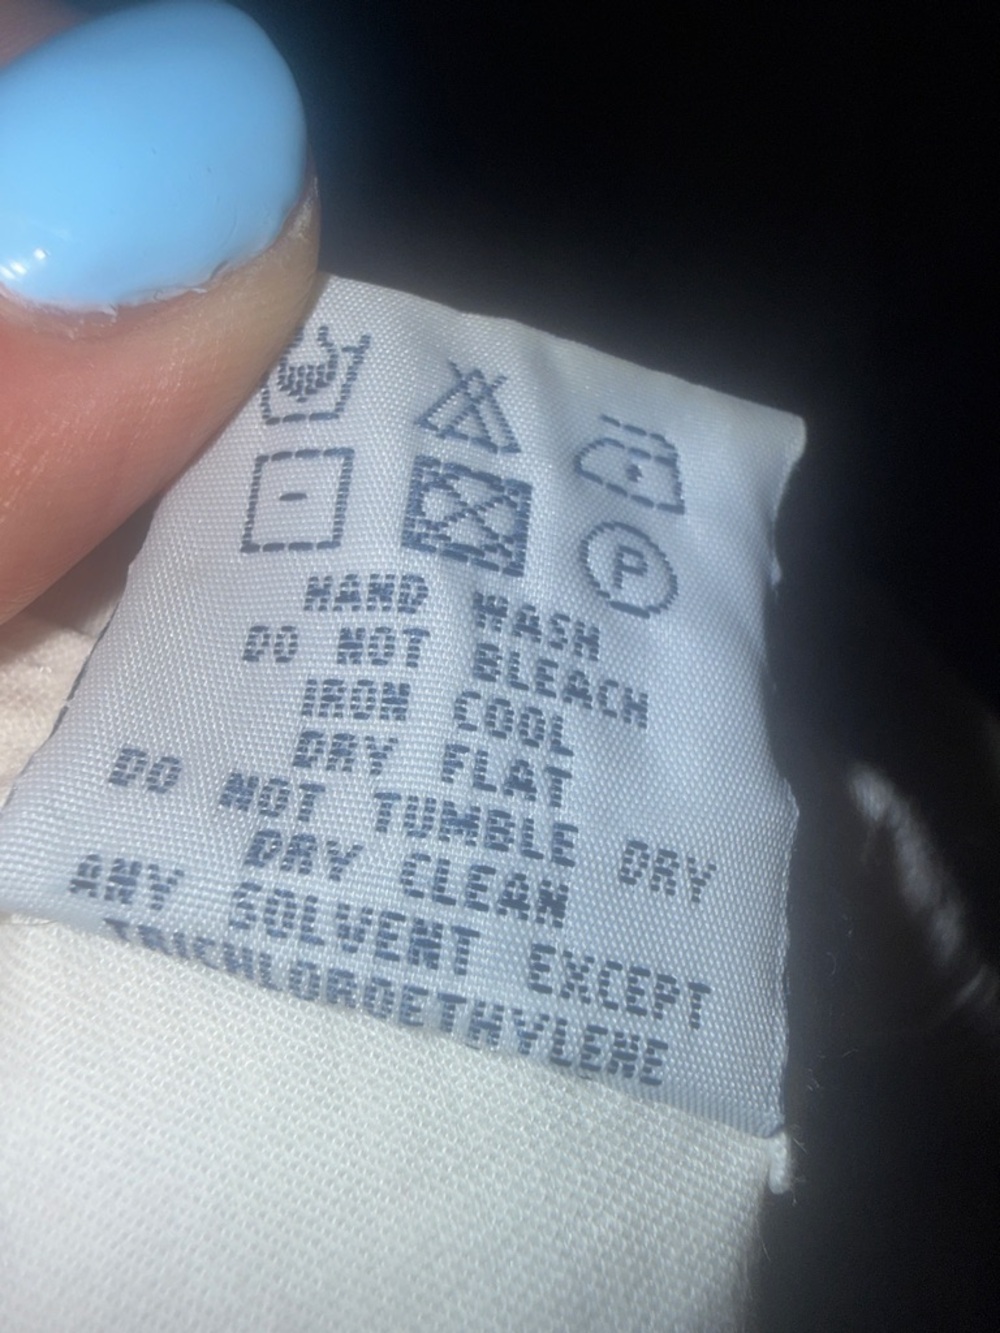 P
HAND WASH
DO NOT BLEACH
IRON COOL
DRY FLAT
DO NOT TUMBLE DRY
DRY CLEAN
ANY SOLVENT EXCEPT
TRICHLOROETHYLENE